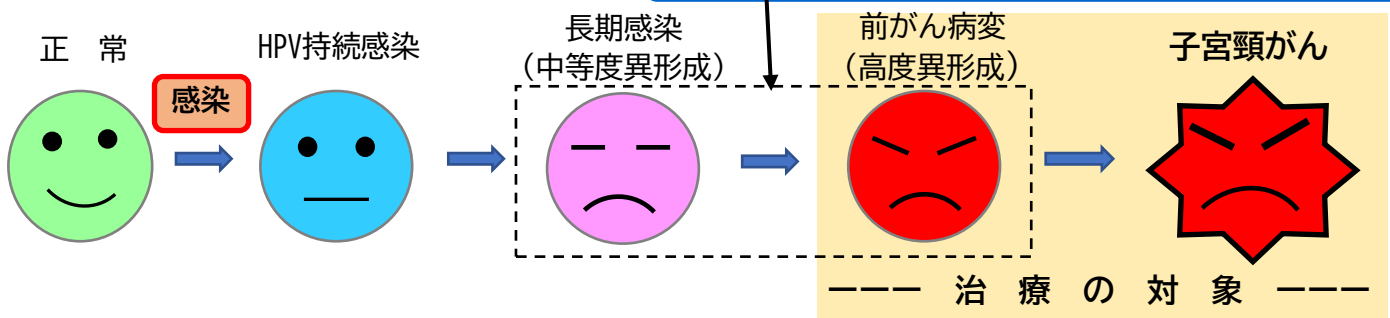 正　常
感染
HPV持続感染
長期感染
（中等度異形成）
前がん病変
（高度異形成）
子宮頸がん
ーーー　治　療　の　対　象　ーーー